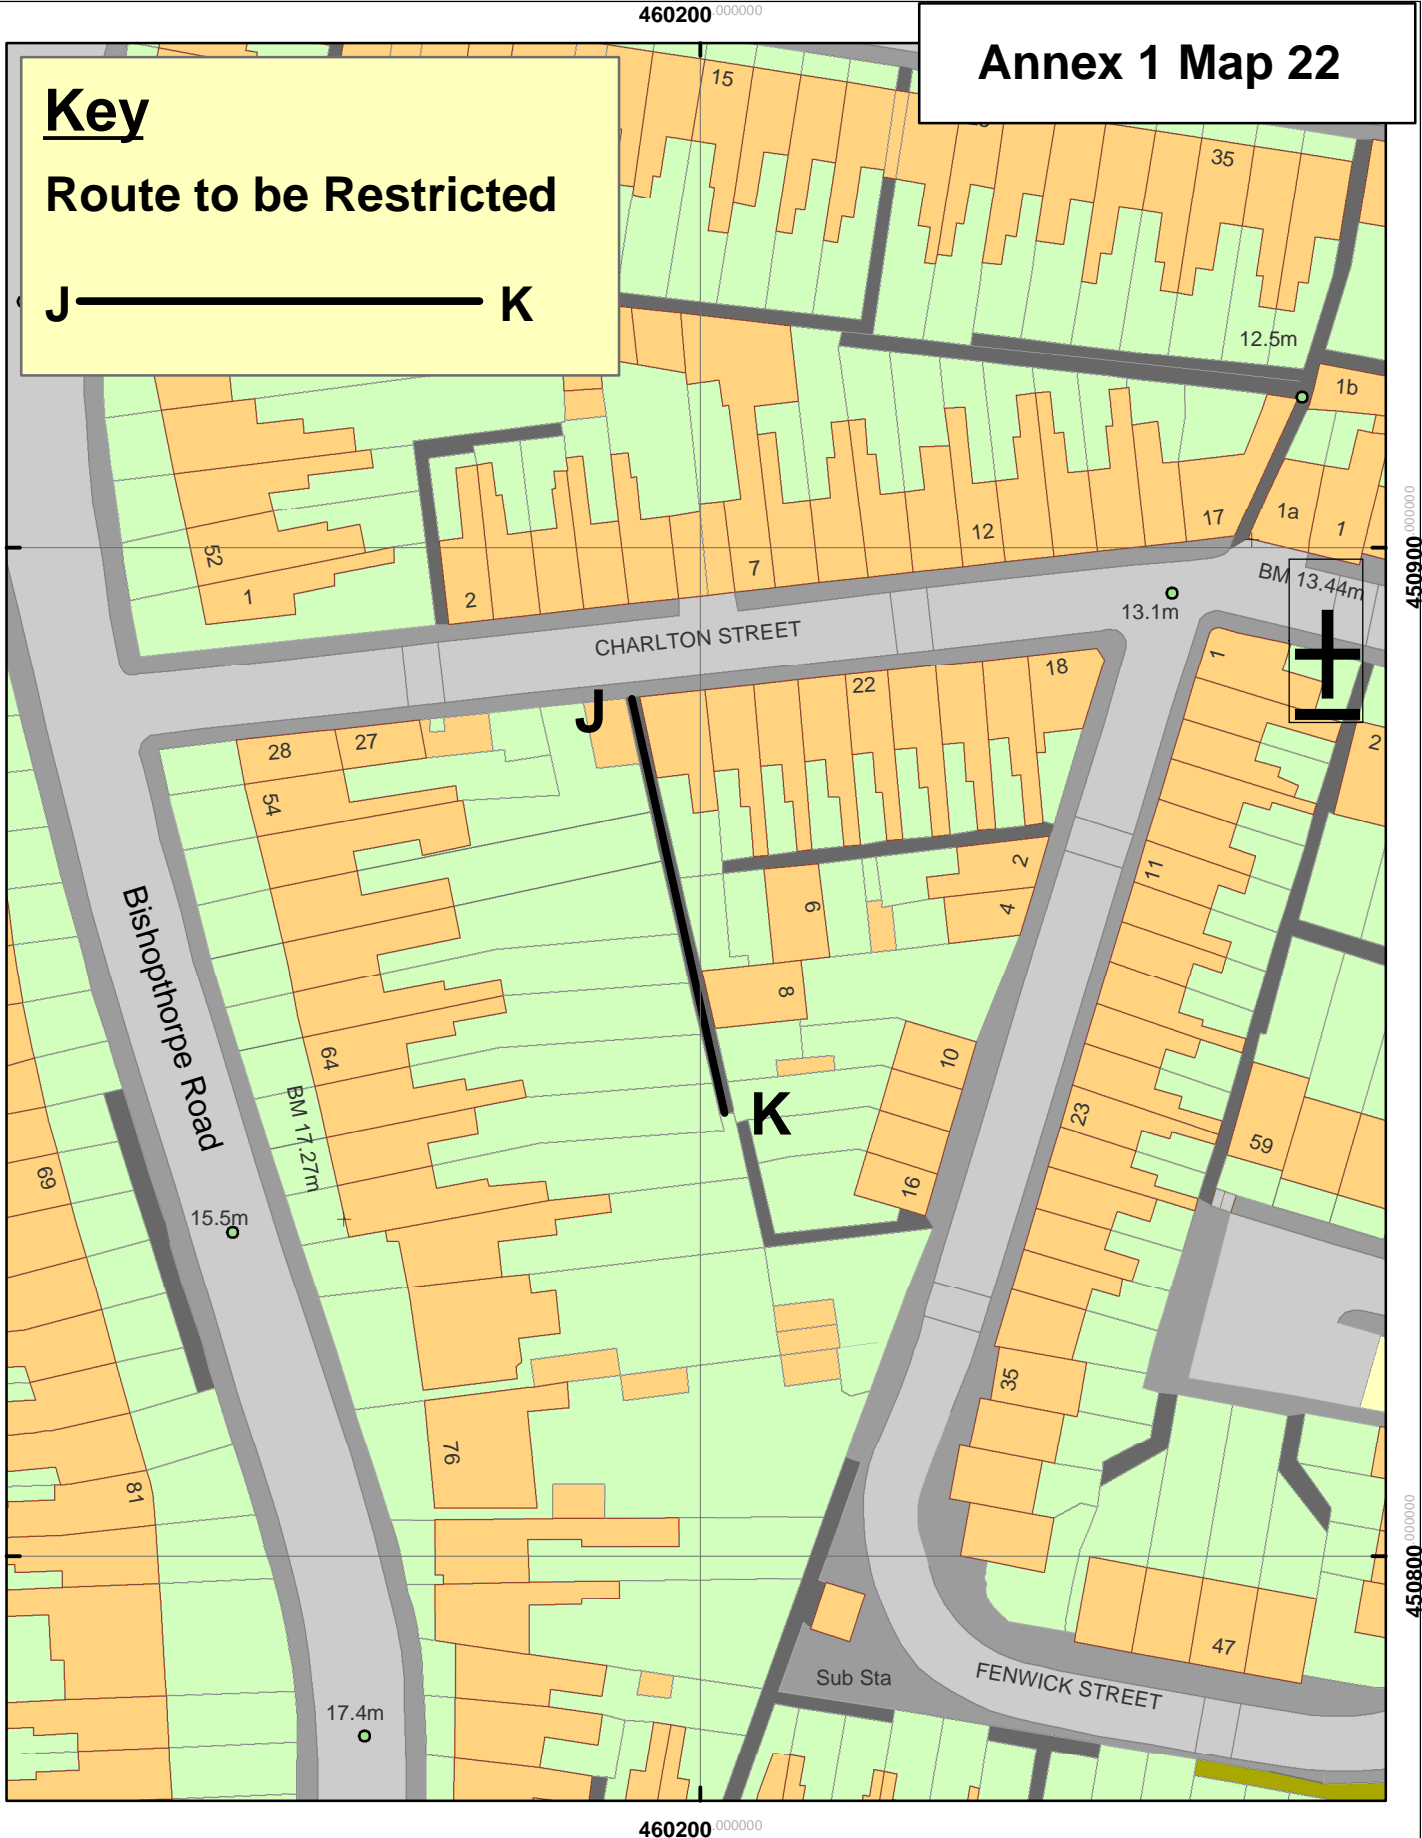 460200.000000
Annex 1 Map 22
Key
Route to be Restricted
J K
15
35
12.5m
1b
1a
1
17
12
7
2
52
1
450900.000000
BM 13.44m
13.1m
CHARLTON STREET
J
18
22
1
2
28
27
54
2
4
6
8
11
Bishopthorpe Road
64
BM 17.27m
K
10
16
23
59
69
15.5m
35
76
81
450800.000000
47
Sub Sta
FENWICK STREET
17.4m
460200.000000